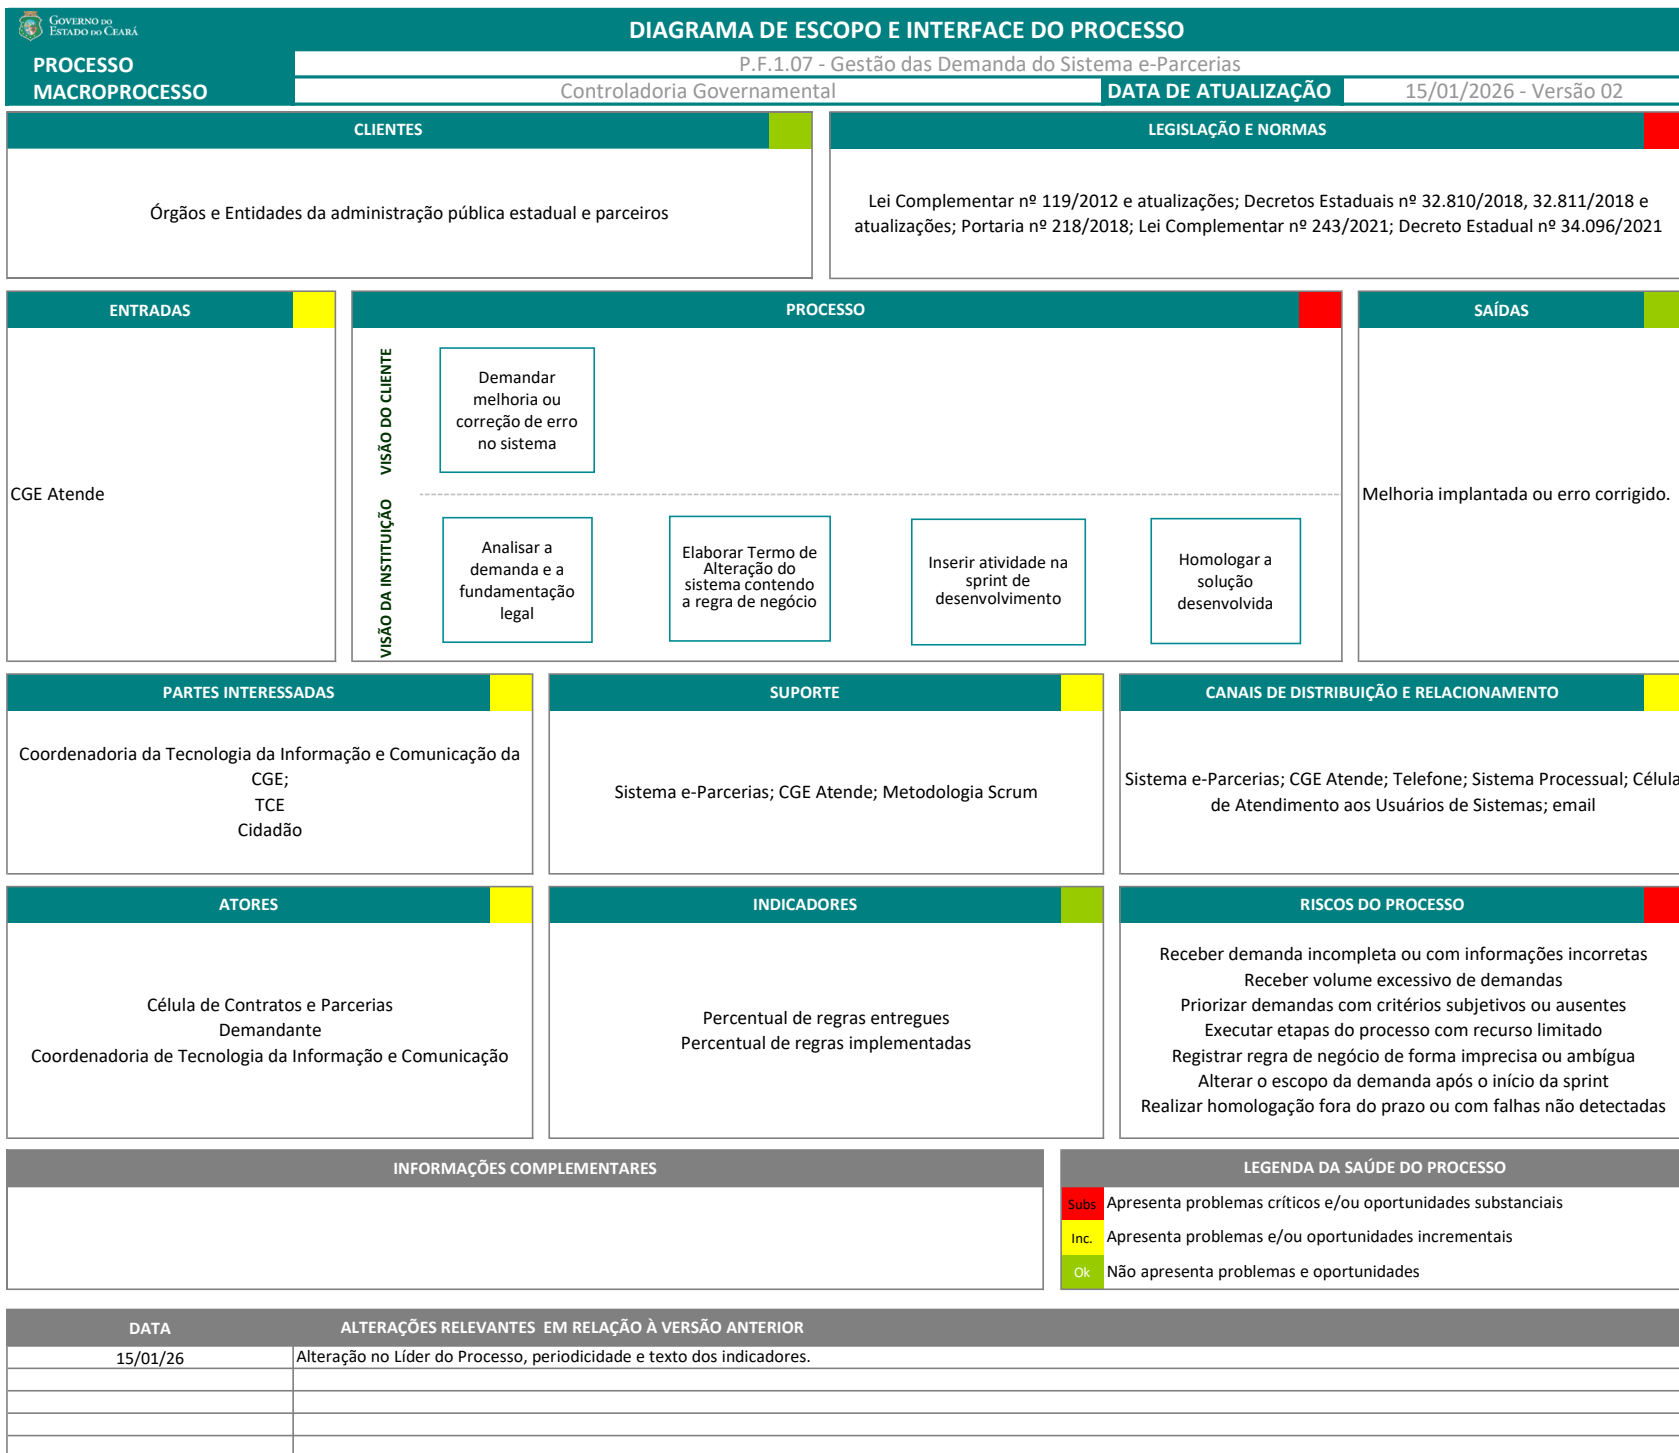 GOVERNO DO
ESTADO DO CEARÁ
DIAGRAMA DE ESCOPO E INTERFACE DO PROCESSO
PROCESSO
P.F.1.07 - Gestão das Demanda do Sistema e-Parcerias
MACROPROCESSO
Controladoria Governamental
DATA DE ATUALIZAÇÃO
15/01/2026 - Versão 02
CLIENTES
Órgãos e Entidades da administração pública estadual e parceiros
LEGISLAÇÃO E NORMAS
Lei Complementar nº 119/2012 e atualizações; Decretos Estaduais nº 32.810/2018, 32.811/2018 e
atualizações; Portaria nº 218/2018; Lei Complementar nº 243/2021; Decreto Estadual nº 34.096/2021
ENTRADAS
CGE Atende
PROCESSO
VISÃO DO CLIENTE
Demandar
melhoria ou
correção de erro
no sistema
VISÃO DA INSTITUIÇÃO
Analisar a
demanda e a
fundamentação
legal
Elaborar Termo de
Alteração do
sistema contendo
a regra de negócio
Inserir atividade na
sprint de
desenvolvimento
Homologar a
solução
desenvolvida
SAÍDAS
Melhoria implantada ou erro corrigido.
PARTES INTERESSADAS
Coordenadoria da Tecnologia da Informação e Comunicação da
CGE;
TCE
Cidadão
SUPORTE
Sistema e-Parcerias; CGE Atende; Metodologia Scrum
CANAIS DE DISTRIBUIÇÃO E RELACIONAMENTO
Sistema e-Parcerias; CGE Atende; Telefone; Sistema Processual; Célula
de Atendimento aos Usuários de Sistemas; email
ATORES
Célula de Contratos e Parcerias
Demandante
Coordenadoria de Tecnologia da Informação e Comunicação
INDICADORES
Percentual de regras entregues
Percentual de regras implementadas
RISCOS DO PROCESSO
Receber demanda incompleta ou com informações incorretas
Receber volume excessivo de demandas
Priorizar demandas com critérios subjetivos ou ausentes
Executar etapas do processo com recurso limitado
Registrar regra de negócio de forma imprecisa ou ambígua
Alterar o escopo da demanda após o início da sprint
Realizar homologação fora do prazo ou com falhas não detectadas
INFORMAÇÕES COMPLEMENTARES
LEGENDA DA SAÚDE DO PROCESSO
Subs Apresenta problemas críticos e/ou oportunidades substanciais
Inc. Apresenta problemas e/ou oportunidades incrementais
Ok Não apresenta problemas e oportunidades
DATA
ALTERAÇÕES RELEVANTES EM RELAÇÃO À VERSÃO ANTERIOR
15/01/26
Alteração no Líder do Processo, periodicidade e texto dos indicadores.